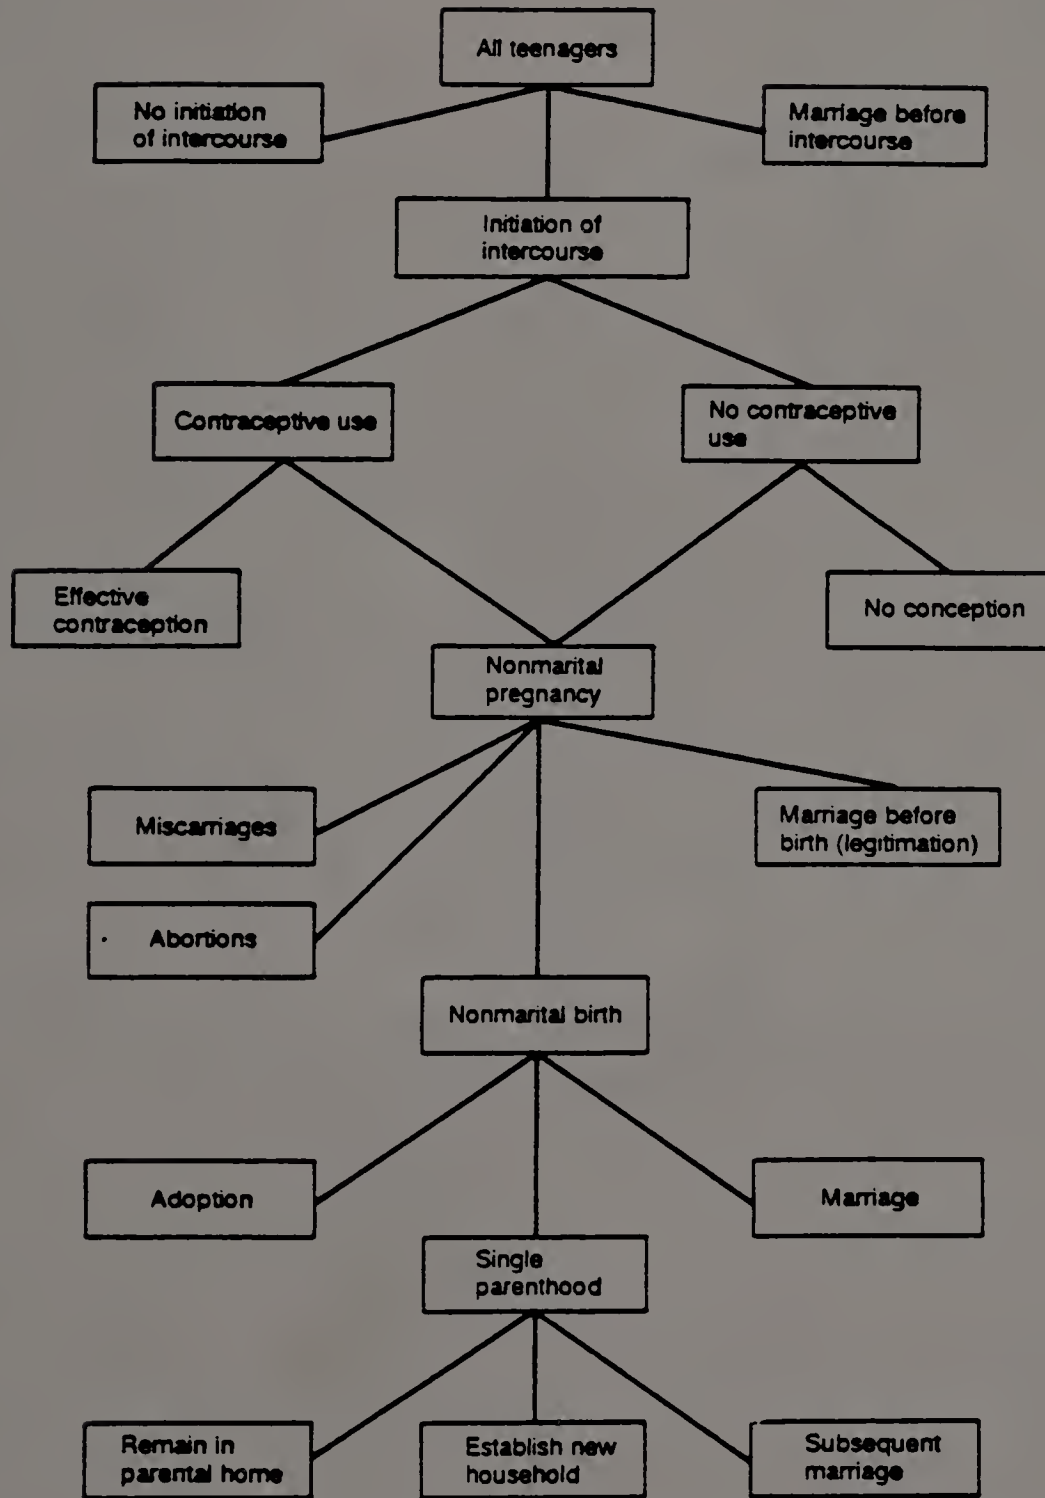 All teenagers
No initiation
of intercourse
Marriage before
intercourse
Initiation of
intercourse
Contraceptive use
No contraceptive
use
Effective
contraception
No conception
Nonmarital
pregnancy
Miscarriages
Marriage before
birth (legitimation)
Abortions
Nonmarital birth
Adoption
Marriage
Single
parenthood
Remain in
parental home
Establish new
household
Subsequent
marriage